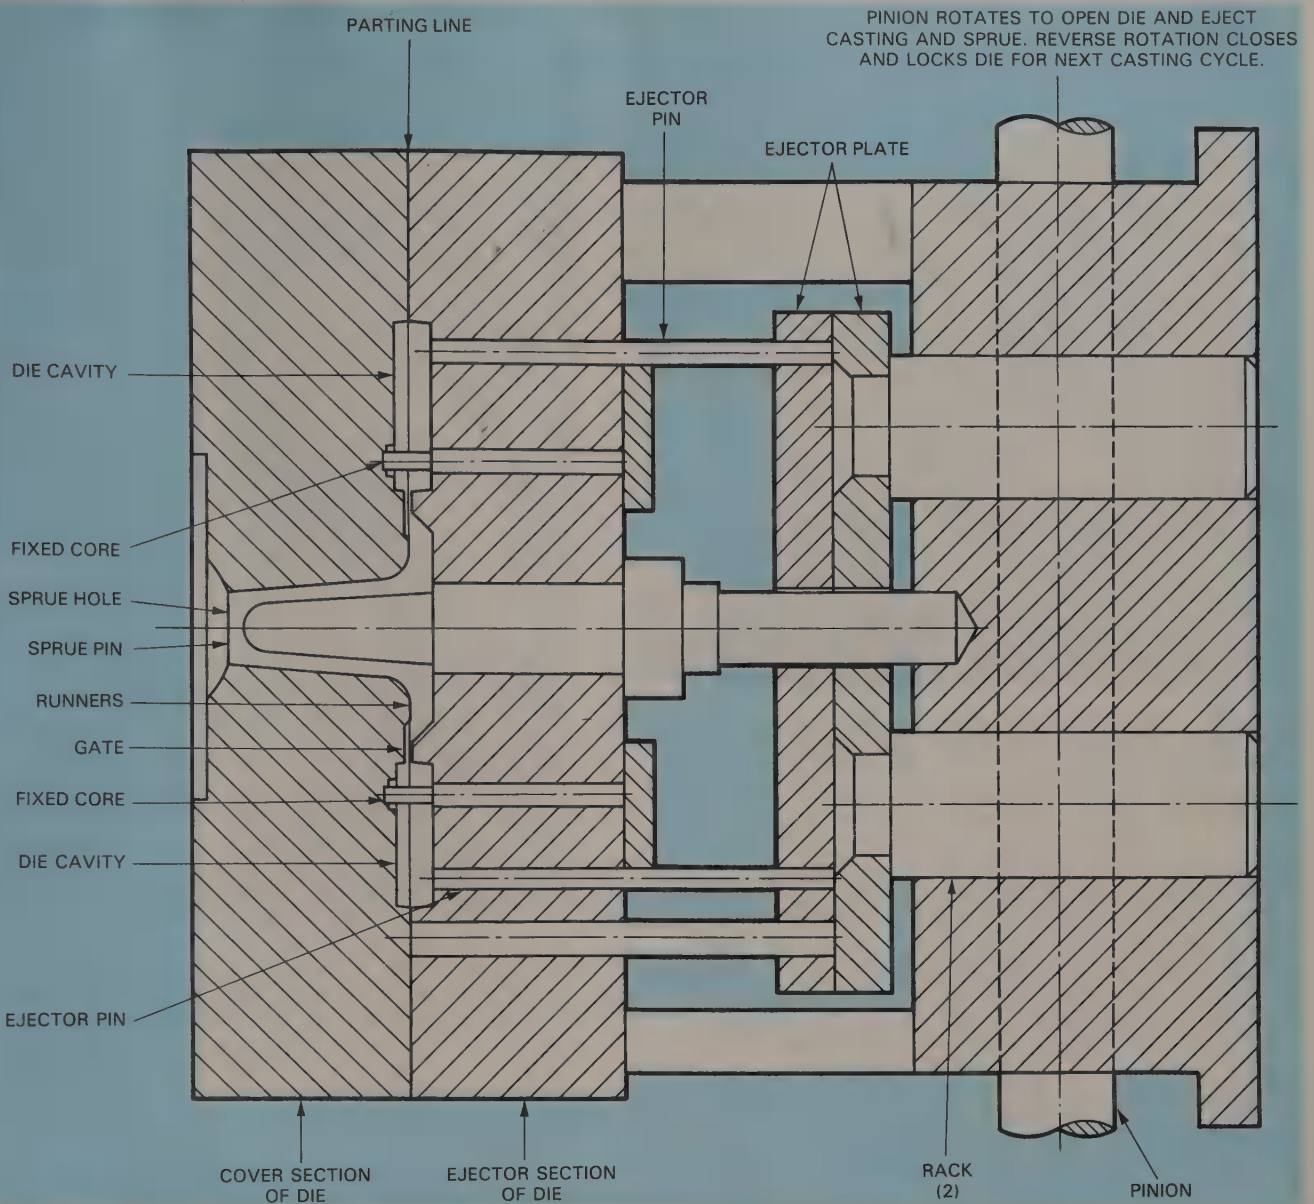 PARTING LINE
PINION ROTATES TO OPEN DIE AND EJECT
CASTING AND SPRUE. REVERSE ROTATION CLOSES
AND LOCKS DIE FOR NEXT CASTING CYCLE.
EJECTOR
PIN
EJECTOR PLATE
DIE CAVITY
FIXED CORE
SPRUE HOLE
SPRUE PIN
RUNNERS
GATE
FIXED CORE
DIE CAVITY
EJECTOR PIN
COVER SECTION
OF DIE
EJECTOR SECTION
OF DIE
RACK
(2)
PINION